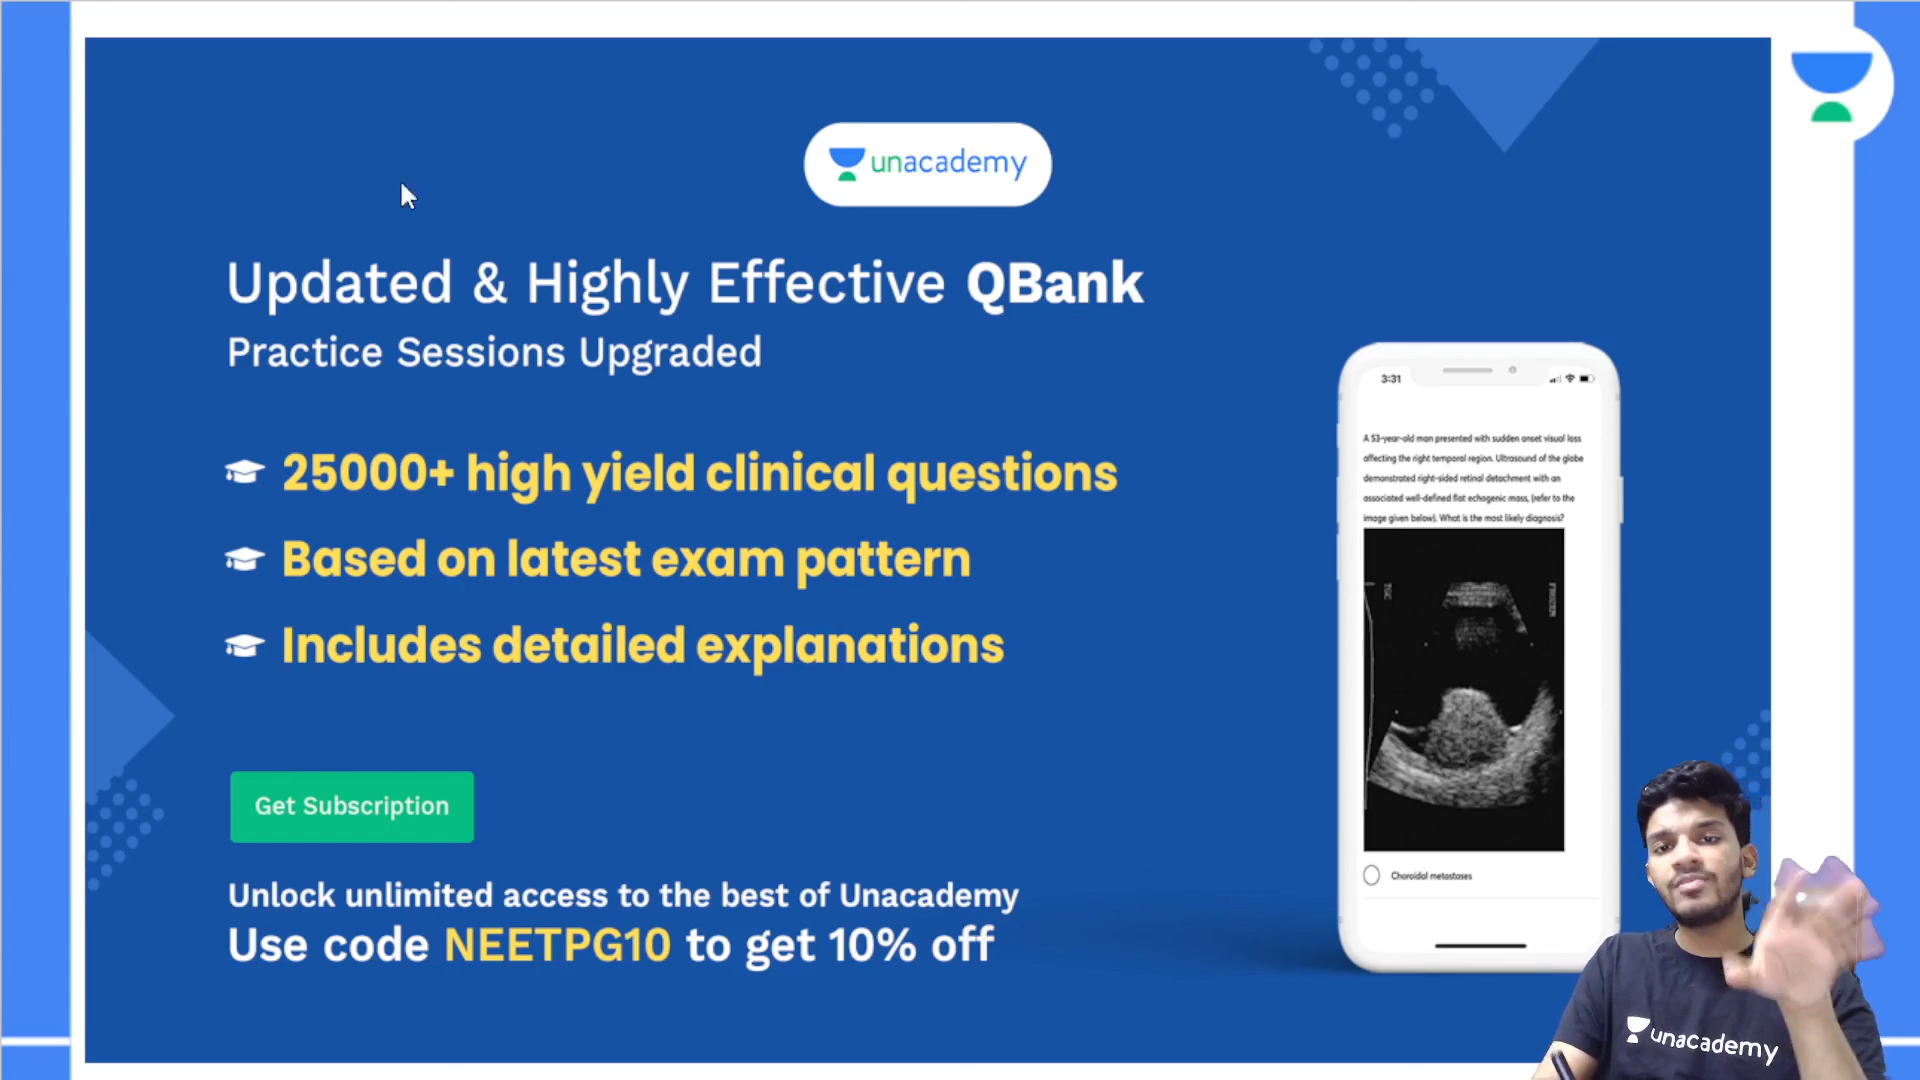 unacademy
Updated & Highly Effective QBank
Practice Sessions Upgraded
25000+ high yield clinical questions
Based on latest exam pattern
Includes detailed explanations
Get Subscription
Unlock unlimited access to the best of Unacademy
Use code NEETPG10 to get 10% off
3:31
A 53-year-old man presented with sudden onset visual loss
affecting the right temporal region. Ultrasound of the globe
demonstrated right-sided retinal detachment with an
associated well-defined flat echogenic mass, (refer to the
image given below). What is the most likely diagnosis?
Choroidal metastases
unacademy